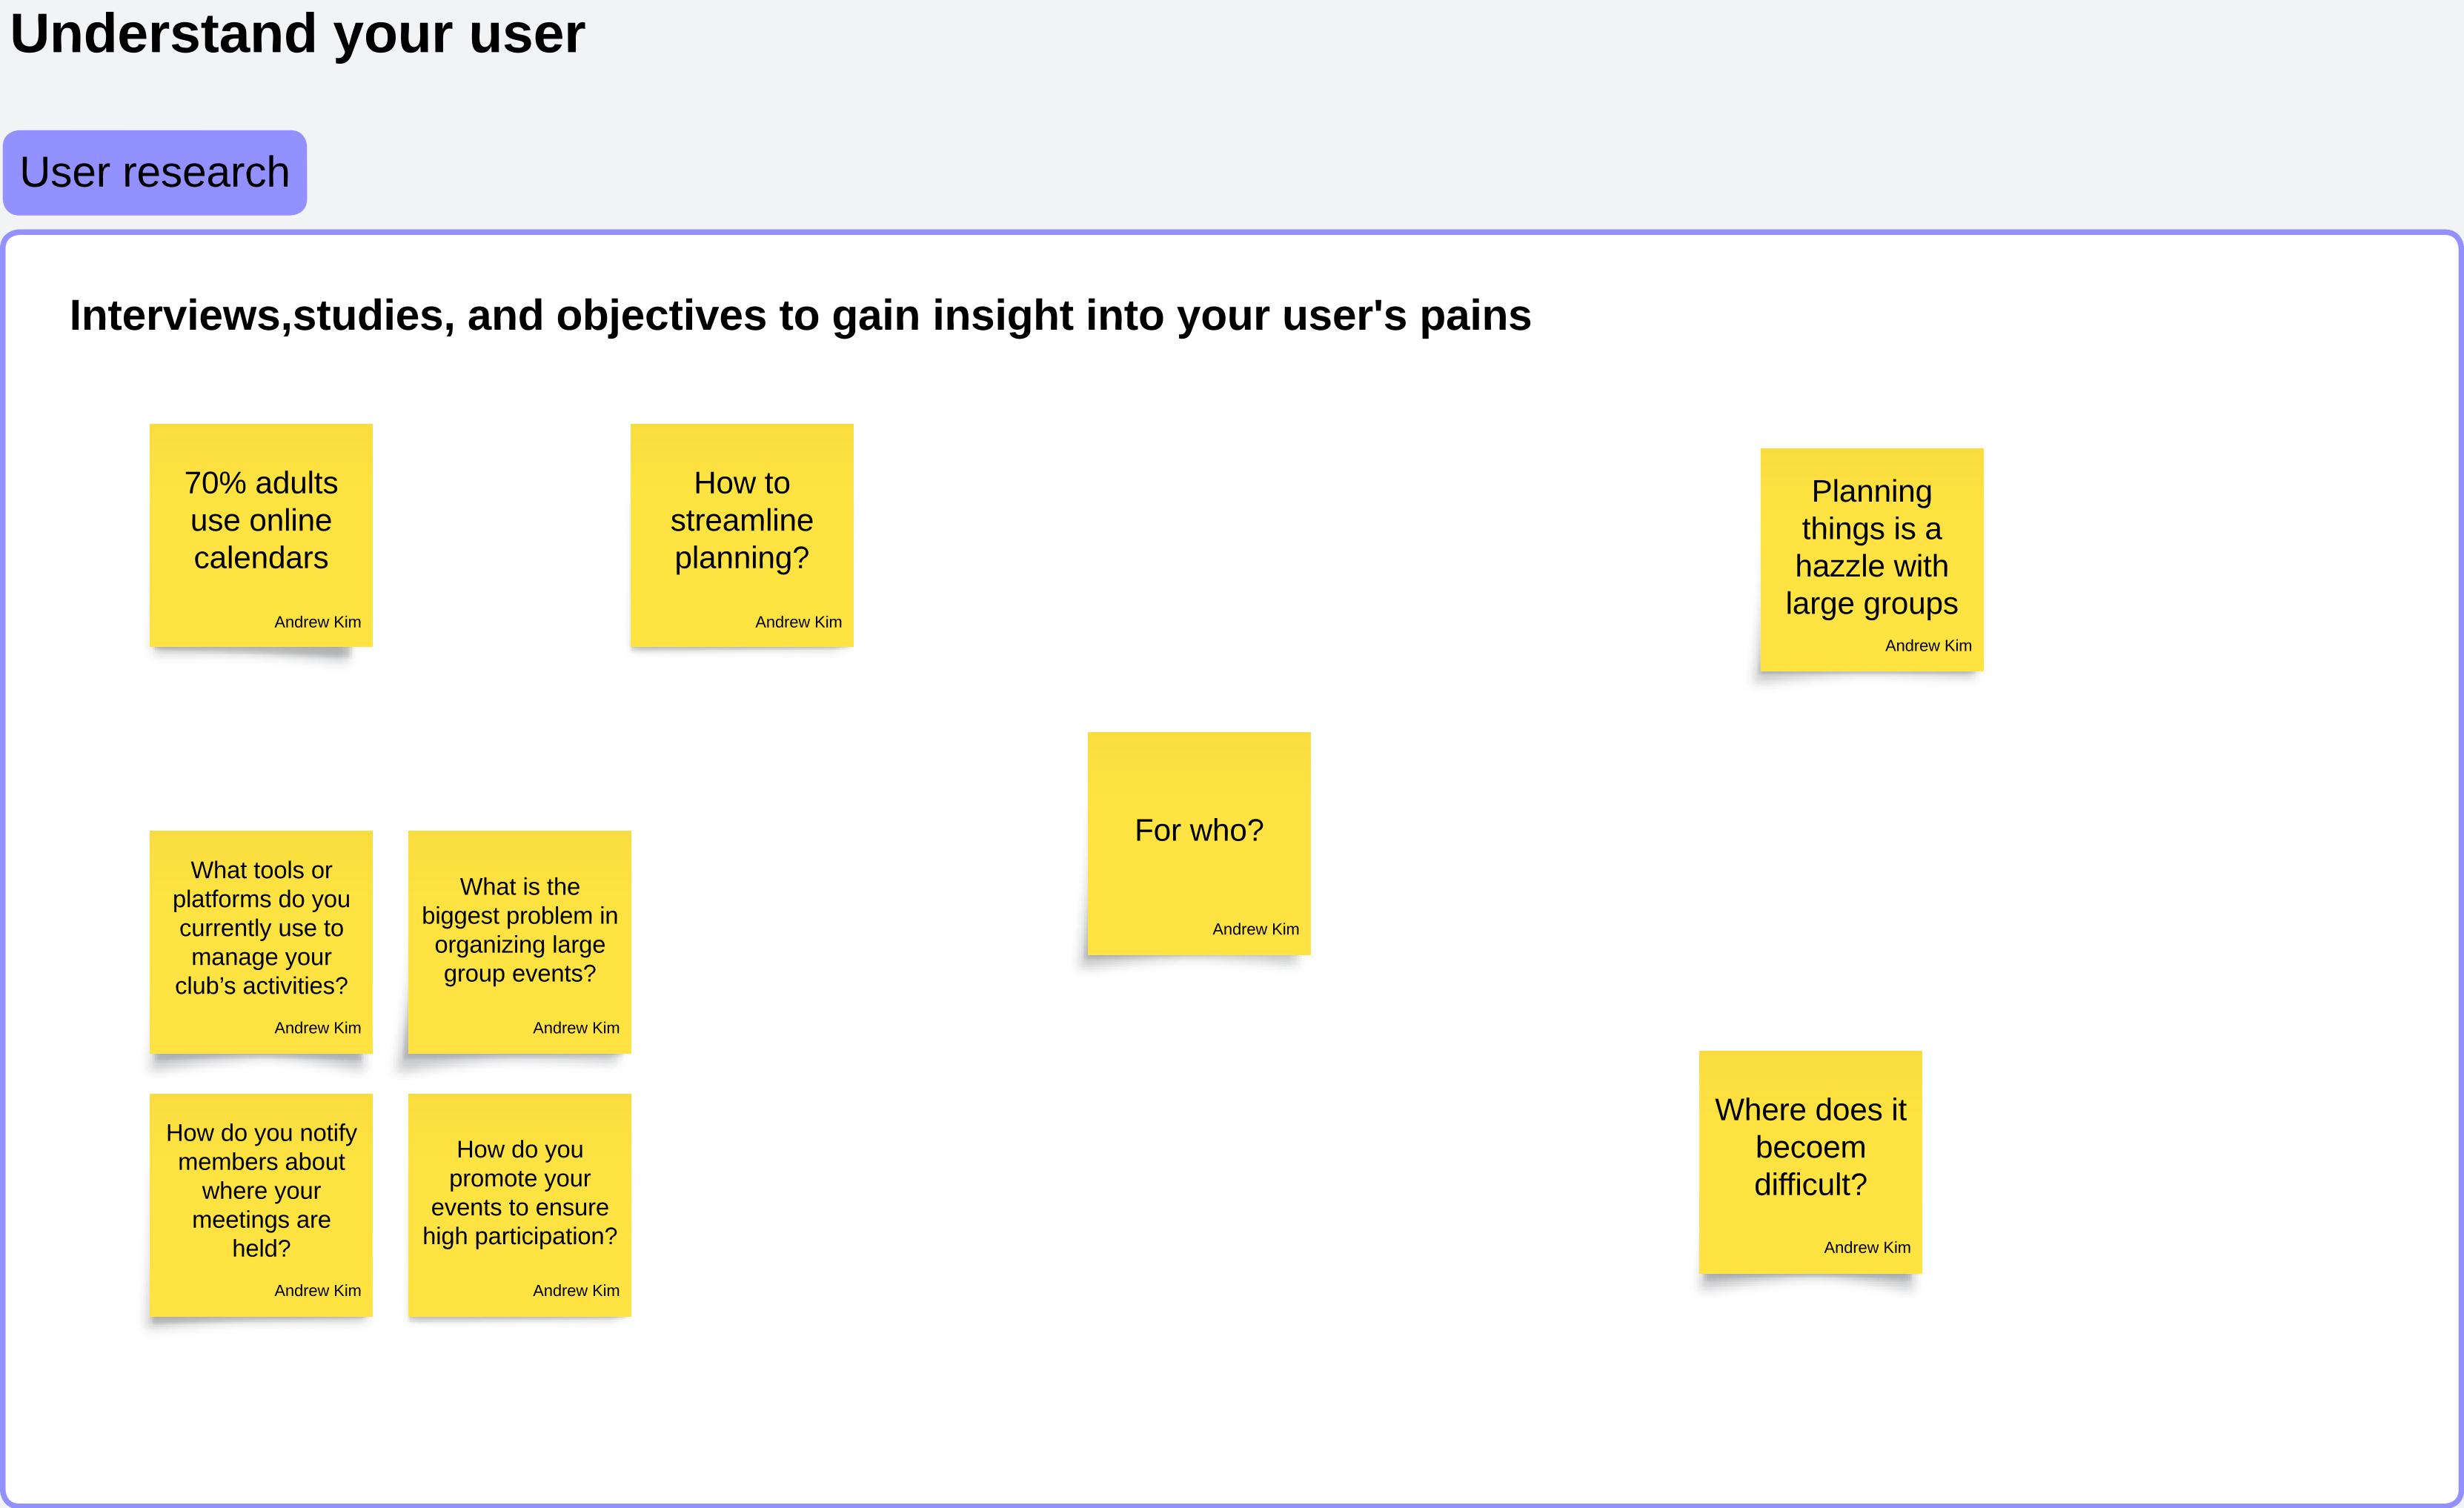 Understand your user
User research
Interviews,studies, and objectives to gain insight into your user's pains
70% adults
use online
calendars
Andrew Kim
How to
streamline
planning?
Andrew Kim
Planning
things is a
hazzle with
large groups
Andrew Kim
For who?
Andrew Kim
What tools or
platforms do you
currently use to
manage your
club’s activities?
Andrew Kim
What is the
biggest problem in
organizing large
group events?
Andrew Kim
How do you notify
members about
where your
meetings are
held?
Andrew Kim
How do you
promote your
events to ensure
high participation?
Andrew Kim
Where does it
becoem
difficult?
Andrew Kim